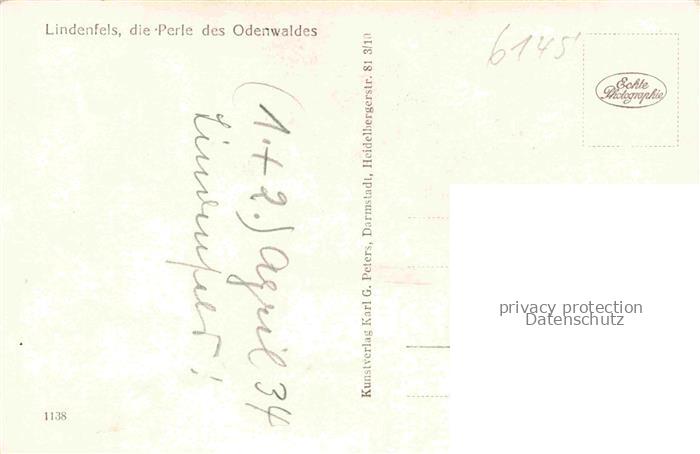 Lindenfels, die Perle des Odenwaldes
6145
Echte
Photographie
(1.+2.) April 34
Lindenfels!
Kunstverlag Karl G. Peters, Darmstadt, Heidelbergerstr. 81 3/10
privacy protection
Datenschutz
1138